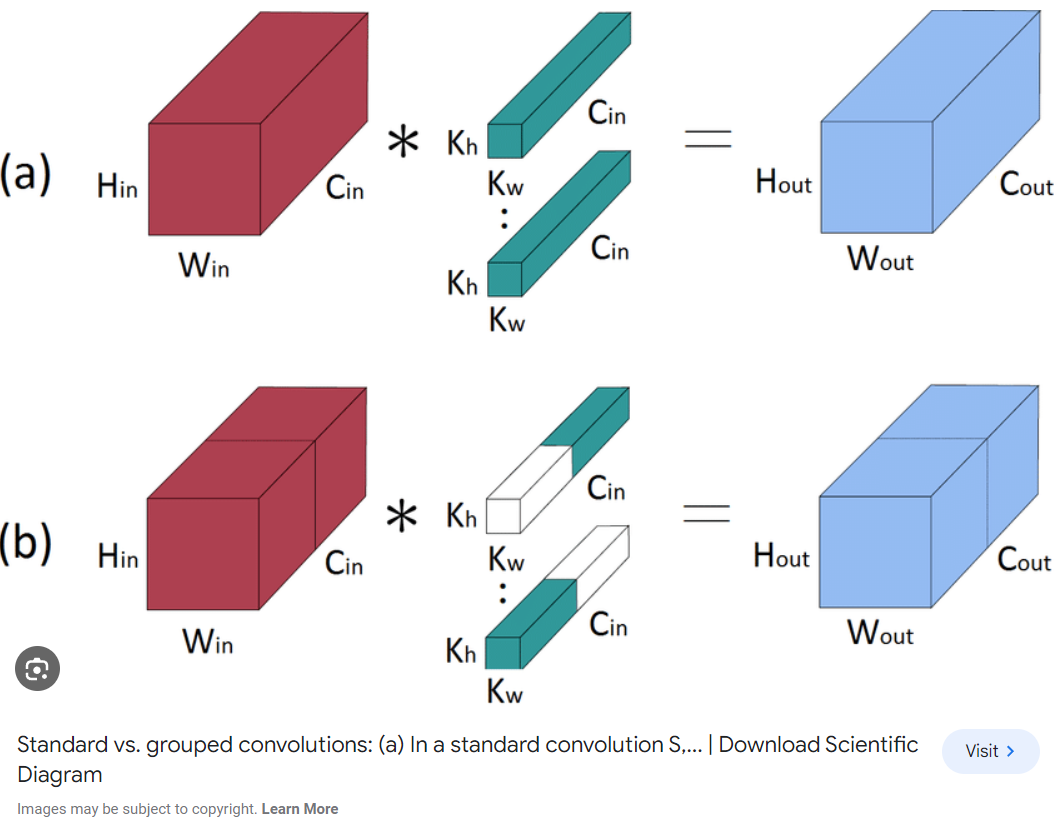 (a)
Hin
Win
Cin
*
Kh
Kw
Cin
:
Kh
Kw
Cin
=
Hout
Wout
Cout
(b)
Hin
Win
Cin
*
Kh
Kw
Cin
:
Kh
Kw
Cin
=
Hout
Wout
Cout
Standard vs. grouped convolutions: (a) In a standard convolution S,... | Download Scientific
Diagram
Visit >
Images may be subject to copyright. Learn More